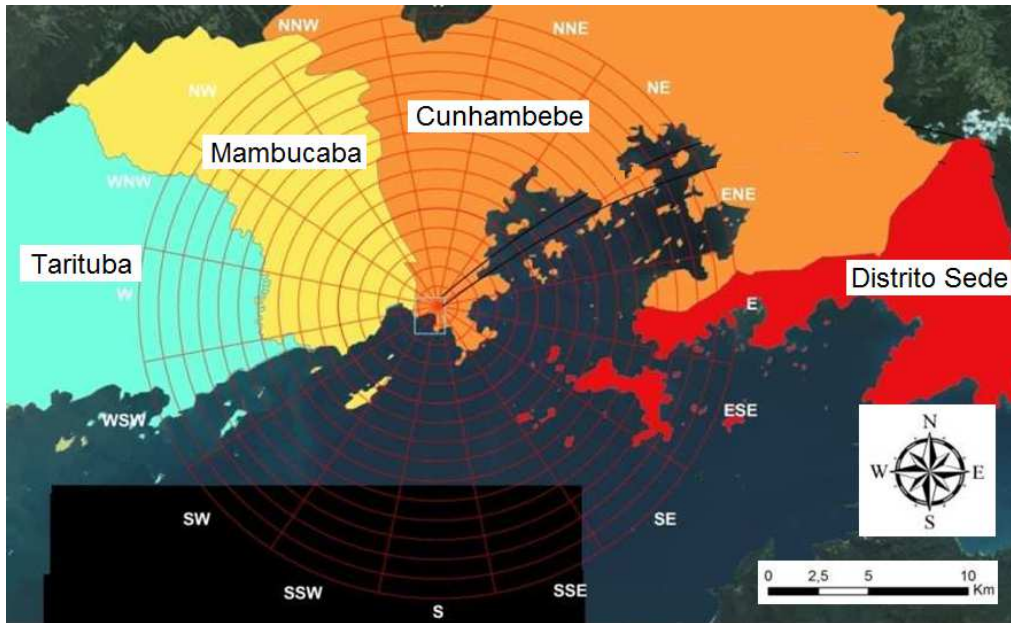 NNW
NNE
NW
NE
Cunhambebe
Mambucaba
WNW
ENE
Tarituba
Distrito Sede
W
E
WSW
ESE
N
W
E
S
SW
SE
SSW
SSE
S
0 2,5 5 10
Km